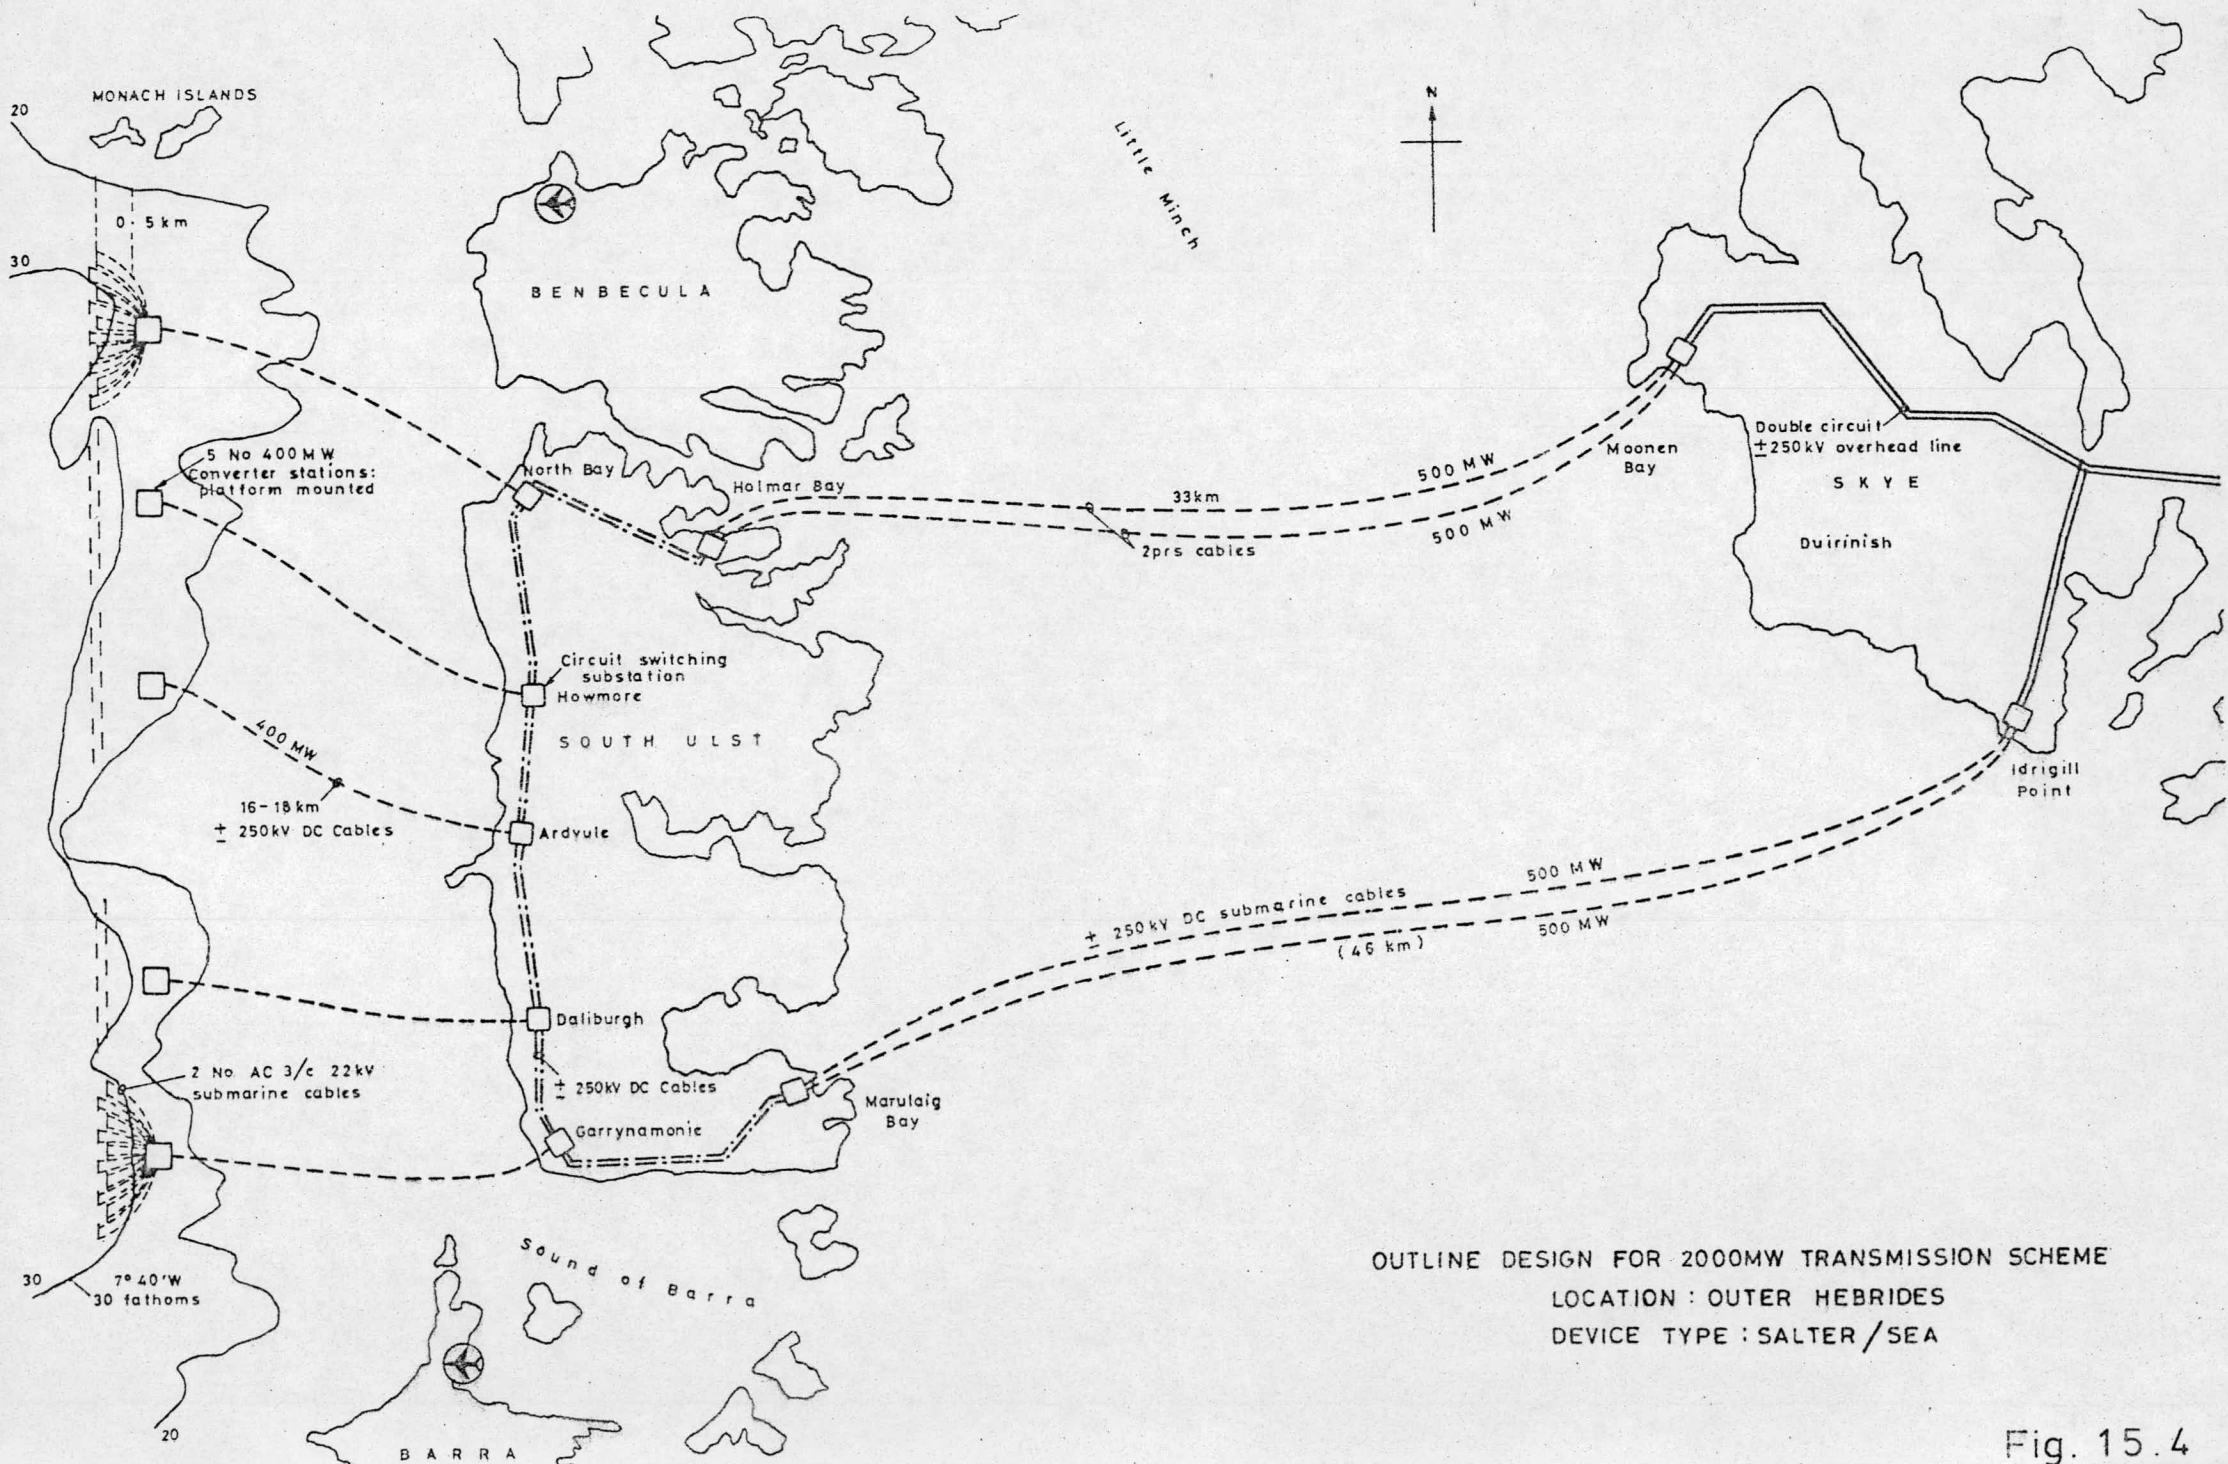 MONACH ISLANDS
20
0·5km
30
BENBECULA
Little Minch
N
5 No 400MW
Converter stations:
platform mounted
North Bay
Holmar Bay
33km
500 MW
500 MW
2prs cables
Moonen
Bay
Double circuit
±250kV overhead line
SKYE
Duirinish
Circuit switching
substation
Howmore
SOUTH ULST
400 MW
16-18km
± 250kV DC Cables
Ardvule
Idrigill
Point
± 250kV DC submarine cables
500 MW
(46 km)
500 MW
Daliburgh
2 No. AC 3/c 22kV
submarine cables
± 250kV DC Cables
Garrynamonie
Marulaig
Bay
30
7° 40'W
30 fathoms
Sound of Barra
20
BARRA
OUTLINE DESIGN FOR 2000MW TRANSMISSION SCHEME
LOCATION : OUTER HEBRIDES
DEVICE TYPE : SALTER / SEA
Fig. 15.4